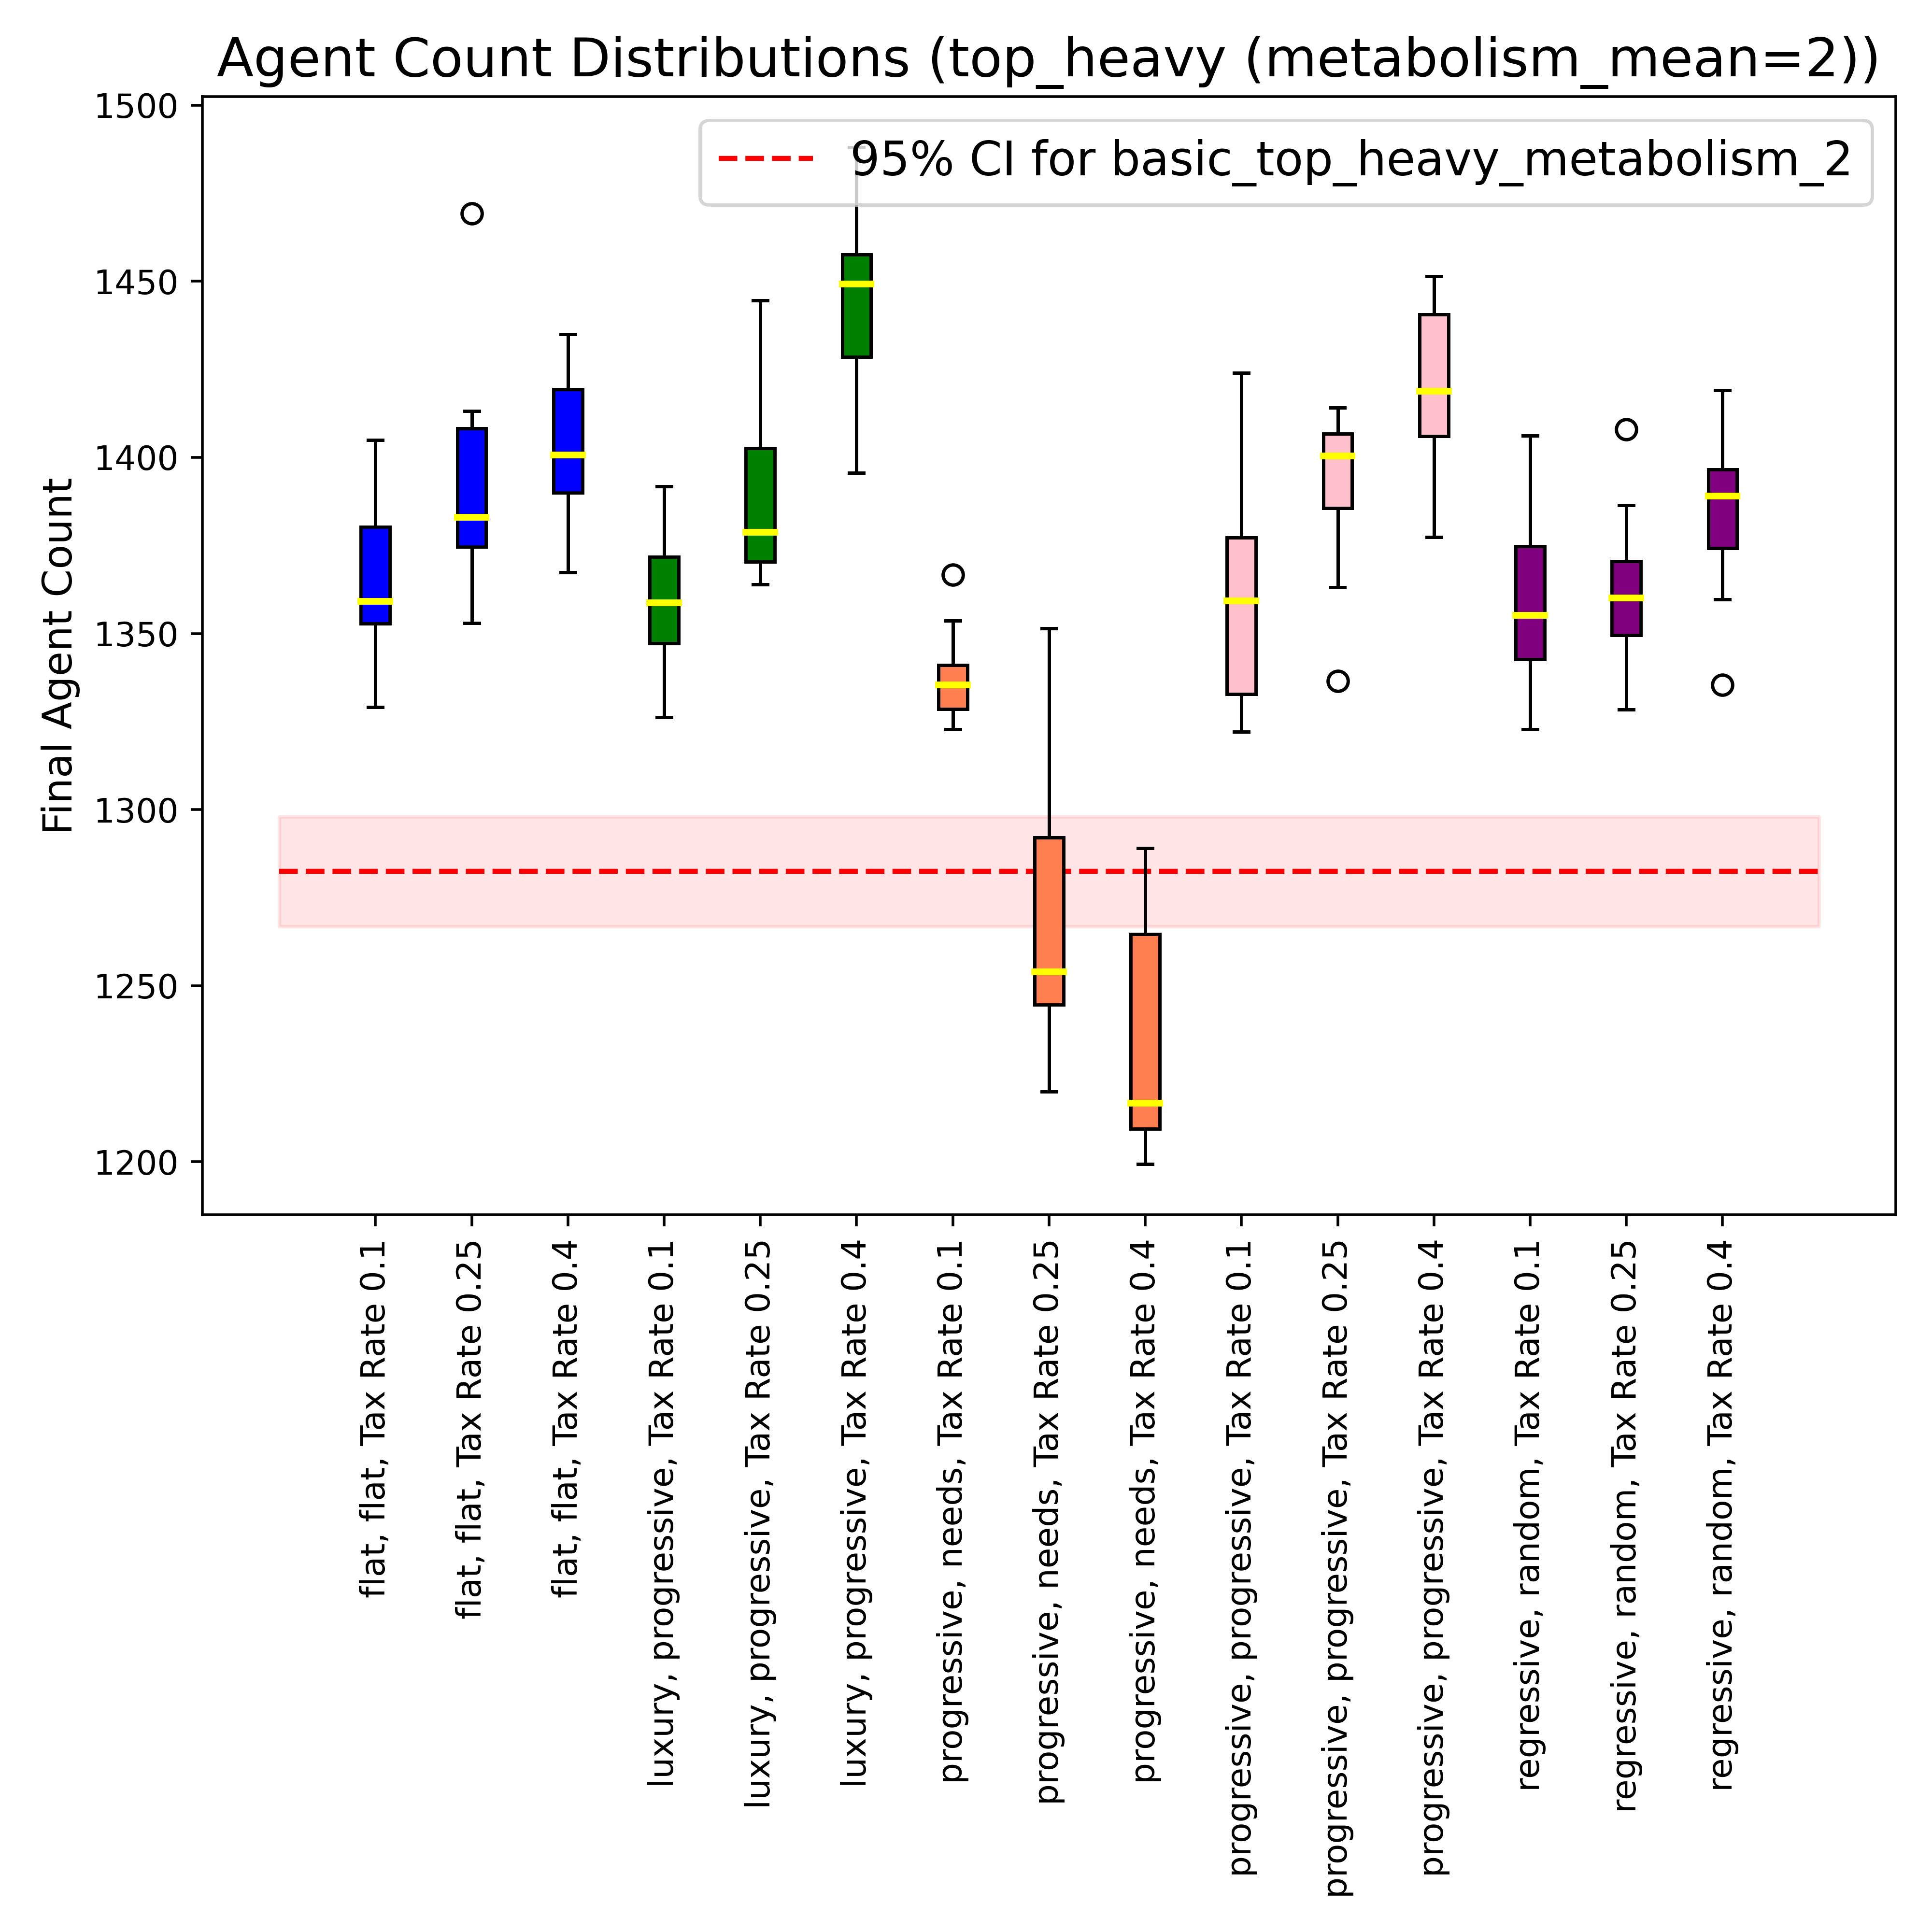 Agent Count Distributions (top_heavy (metabolism_mean=2))
95% CI for basic_top_heavy_metabolism_2
Final Agent Count
1500
1450
1400
1350
1300
1250
1200
flat, flat, Tax Rate 0.1
flat, flat, Tax Rate 0.25
flat, flat, Tax Rate 0.4
luxury, progressive, Tax Rate 0.1
luxury, progressive, Tax Rate 0.25
luxury, progressive, Tax Rate 0.4
progressive, needs, Tax Rate 0.1
progressive, needs, Tax Rate 0.25
progressive, needs, Tax Rate 0.4
progressive, progressive, Tax Rate 0.1
progressive, progressive, Tax Rate 0.25
progressive, progressive, Tax Rate 0.4
regressive, random, Tax Rate 0.1
regressive, random, Tax Rate 0.25
regressive, random, Tax Rate 0.4